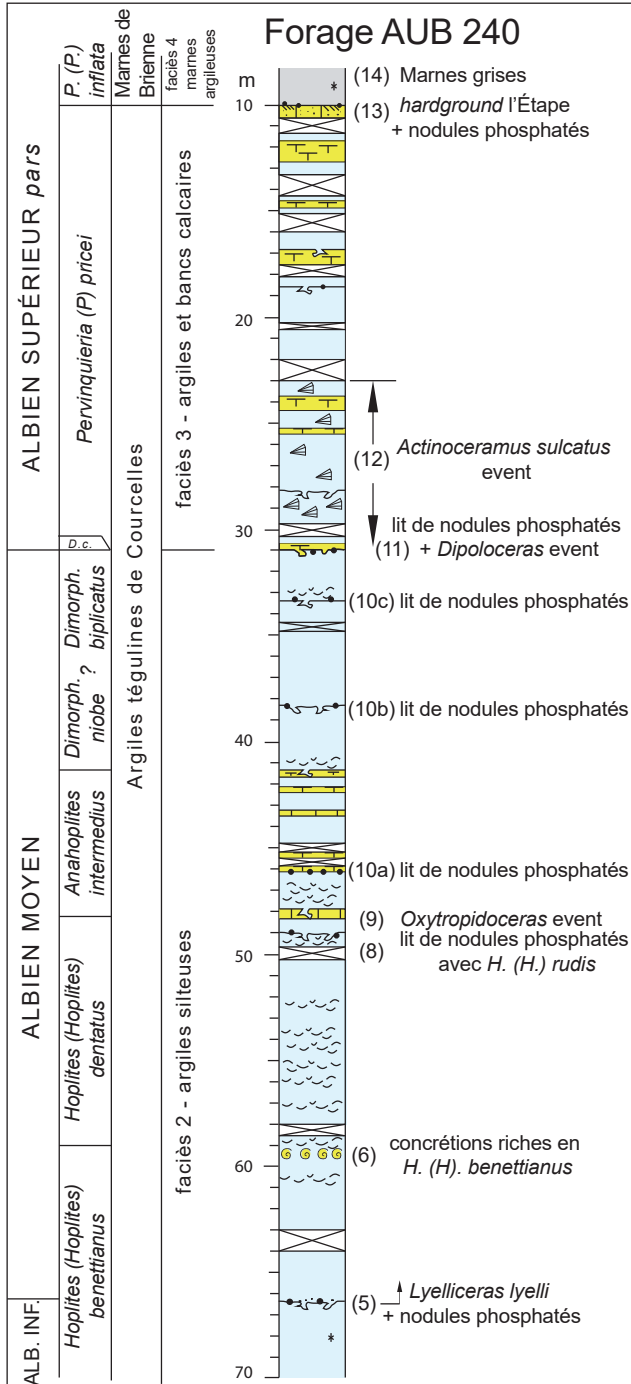 Forage AUB 240
P. (P.)
inflata
Marnes de
Brienne
faciès 4
marnes
argileuses
m
(14) Marnes grises
10
(13) hardground l'Étape
+ nodules phosphatés
ALBIEN SUPÉRIEUR pars
Pervinquieria (P) pricei
faciès 3 - argiles et bancs calcaires
20
(12) Actinoceramus sulcatus
event
30
lit de nodules phosphatés
(11) + Dipoloceras event
D.c.
Argiles tégulines de Courcelles
ALBIEN MOYEN
Dimorph.
biplicatus
?
Dimorph.
niobe
(10c) lit de nodules phosphatés
(10b) lit de nodules phosphatés
40
Anahoplites
intermedius
(10a) lit de nodules phosphatés
(9) Oxytropidoceras event
lit de nodules phosphatés
(8) avec H. (H.) rudis
50
Hoplites (Hoplites)
dentatus
faciès 2 - argiles silteuses
concrétions riches en
(6) H. (H). benettianus
60
Hoplites (Hoplites)
benettianus
Lyelliceras lyelli
(5) + nodules phosphatés
ALB. INF.
70